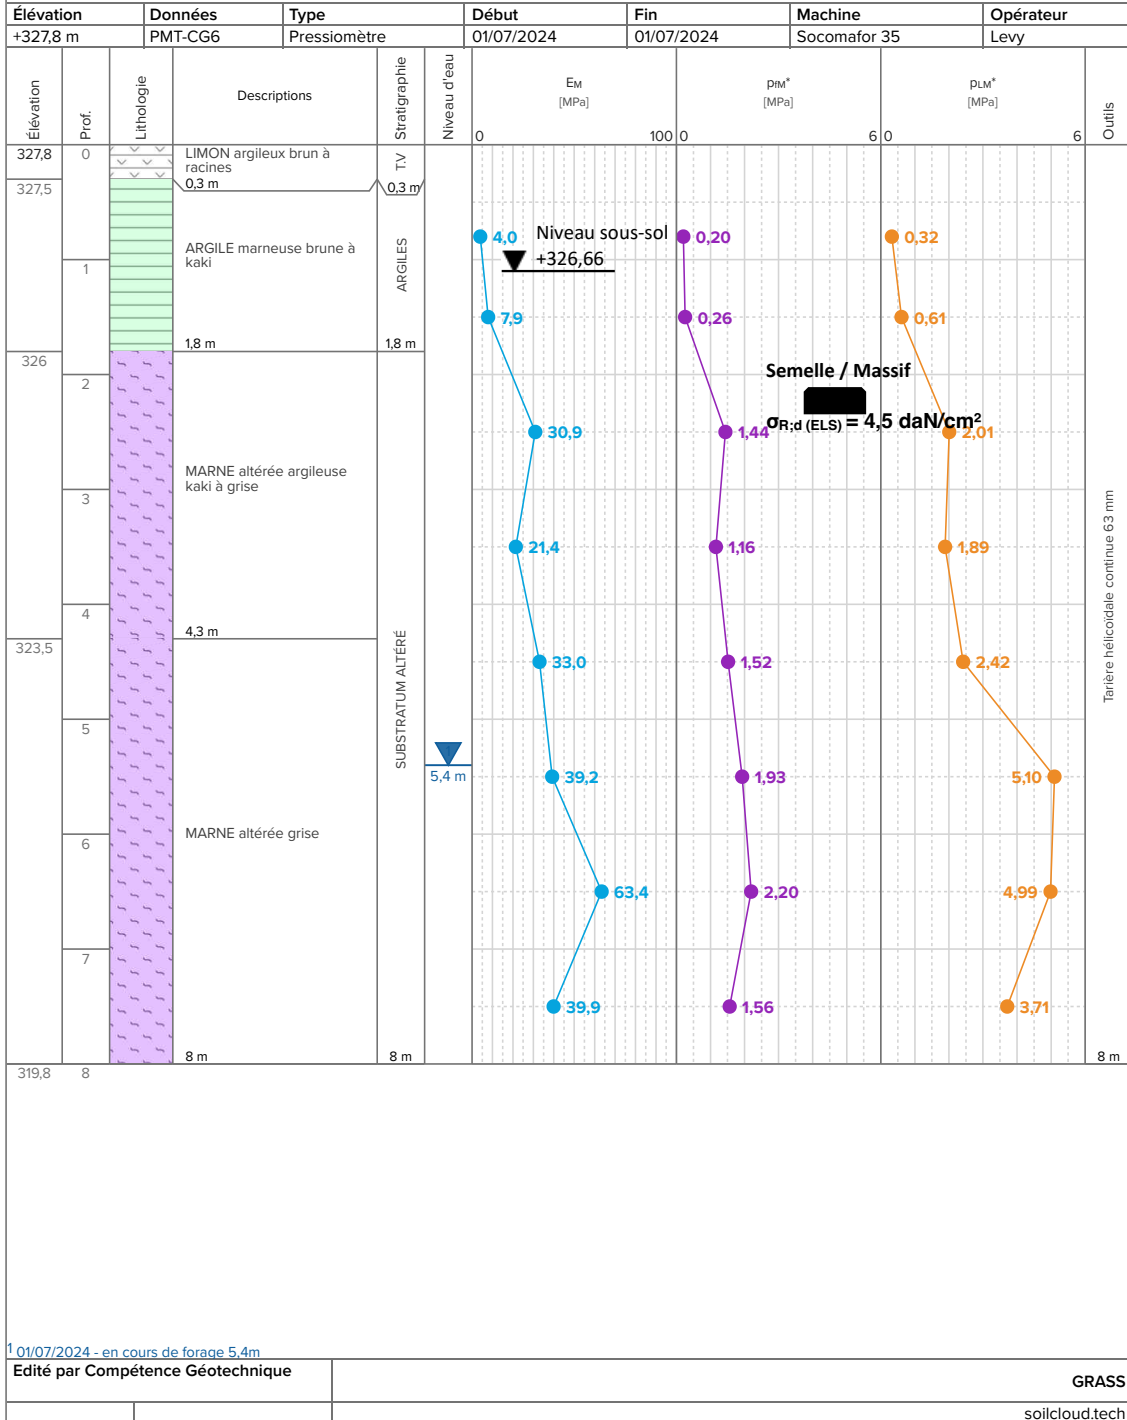 Élévation Données Type Début Fin Machine Opérateur
+327,8 m PMT-CG6 Pressiomètre 01/07/2024 01/07/2024 Socomafor 35 Levy
Élévation Prof. Lithologie Descriptions Stratigraphie Niveau d'eau EM pfM* pLM* Outils
[MPa] [MPa] [MPa]
0 100 0 6 0 6
327,8 0 LIMON argileux brun à T.V
racines
327,5 0,3 m 0,3 m
4,0 Niveau sous-sol 0,20 0,32
ARGILE marneuse brune à ARGILES
kaki +326,66
1
7,9 0,26 0,61
1,8 m 1,8 m
326
2 Semelle / Massif
σR;d (ELS) = 4,5 daN/cm²
30,9 1,44 2,01
MARNE altérée argileuse
kaki à grise
3
Tarière hélicoïdale continue 63 mm
21,4 1,16 1,89
4
4,3 m
323,5
SUBSTRATUM ALTÉRÉ
33,0 1,52 2,42
5
1
5,4 m 39,2 1,93 5,10
MARNE altérée grise
6
63,4 2,20 4,99
7
39,9 1,56 3,71
8 m 8 m 8 m
319,8 8
1 01/07/2024 - en cours de forage 5,4m
Edité par Compétence Géotechnique GRASS
soilcloud.tech